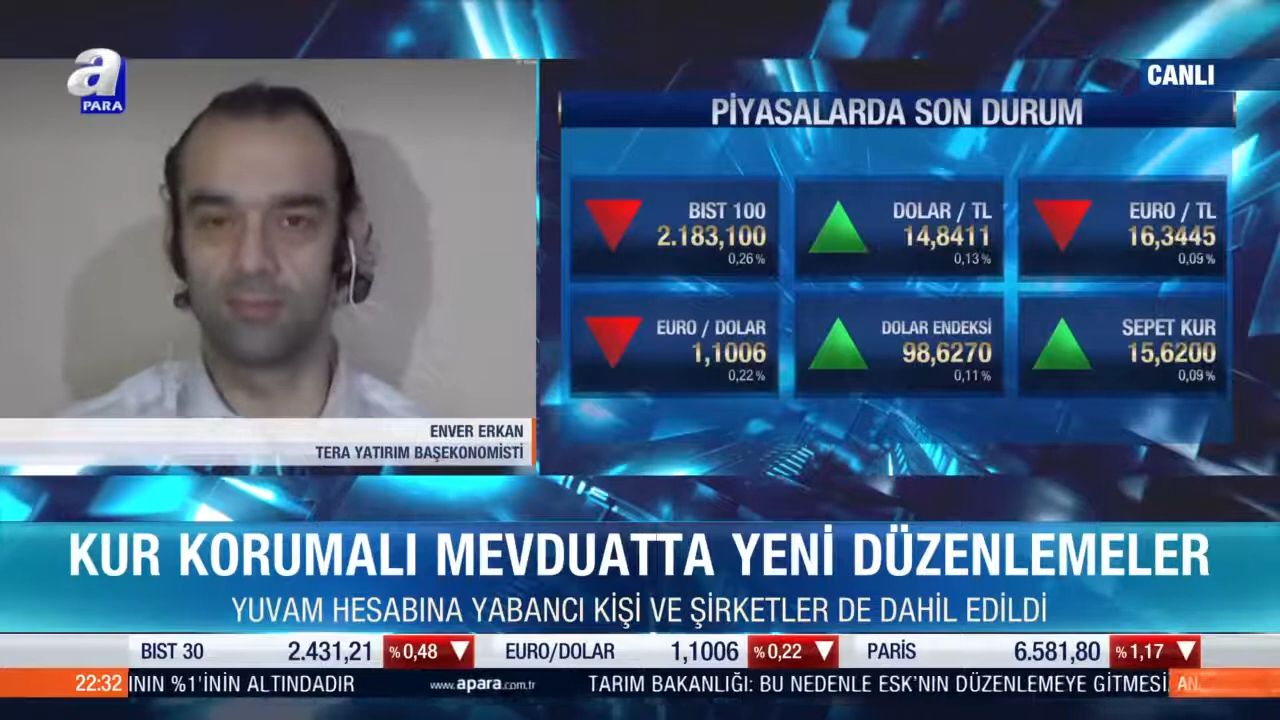 a
PARA
CANLI
PİYASALARDA SON DURUM
BIST 100
2.183,100
0,26 %
DOLAR / TL
14,8411
0,13 %
EURO / TL
16,3445
0,09 %
EURO / DOLAR
1,1006
0,22 %
DOLAR ENDEKSİ
98,6270
0,11 %
SEPET KUR
15,6200
0,09 %
ENVER ERKAN
TERA YATIRIM BAŞEKONOMİSTİ
KUR KORUMALI MEVDUATTA YENİ DÜZENLEMELER
YUVAM HESABINA YABANCI KİŞİ VE ŞİRKETLER DE DAHİL EDİLDİ
BIST 30 2.431,21 %0,48 EURO/DOLAR 1,1006 %0,22 PARİS 6.581,80 %1,17
22:32 ININ %1'İNİN ALTINDADIR www.apara.com.tr TARIM BAKANLIĞI: BU NEDENLE ESK'NIN DÜZENLEMEYE GİTMESİ